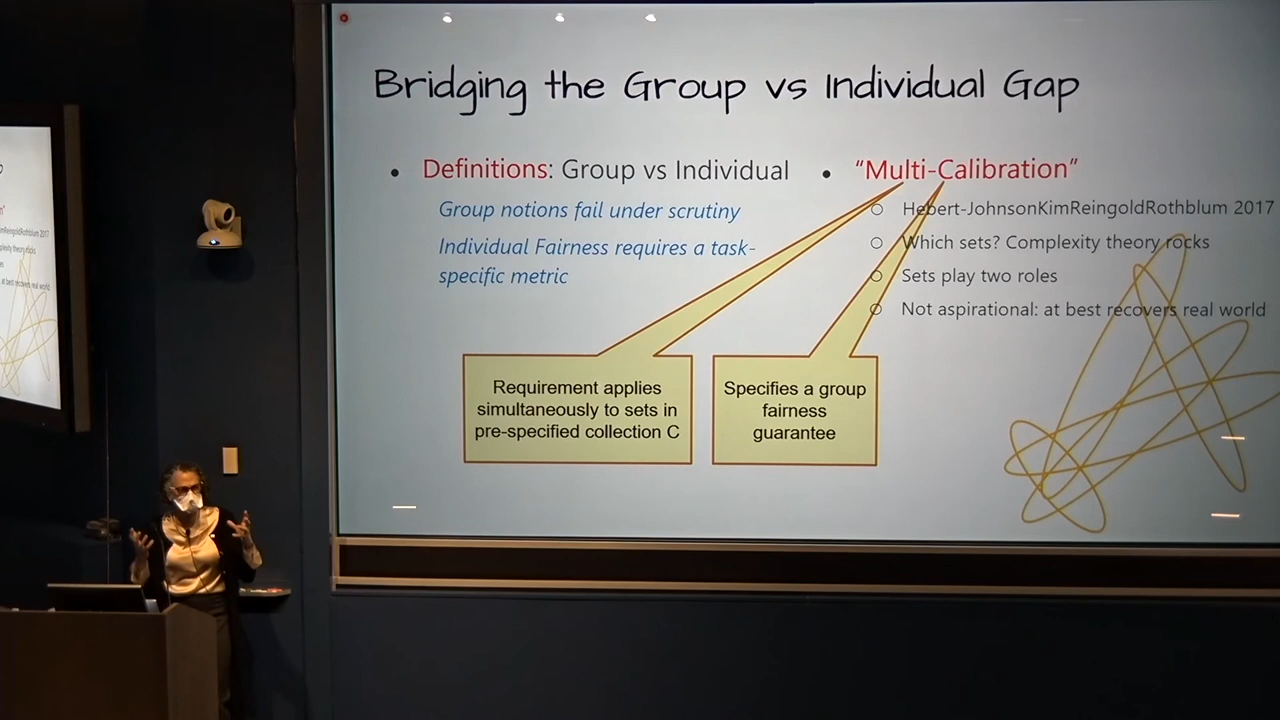 Bridging the Group vs Individual Gap
Definitions: Group vs Individual
Group notions fail under scrutiny
Individual Fairness requires a task-
specific metric
“Multi-Calibration”
Hebert-JohnsonKimReingoldRothblum 2017
Which sets? Complexity theory rocks
Sets play two roles
Not aspirational: at best recovers real world
Requirement applies
simultaneously to sets in
pre-specified collection C
Specifies a group
fairness
guarantee